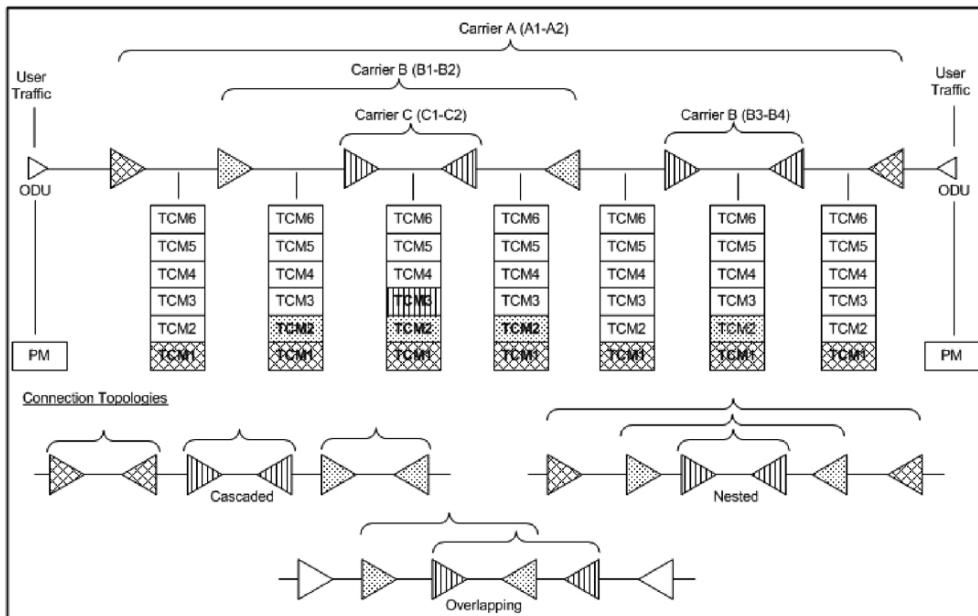 Carrier A (A1-A2)
User
Traffic
Carrier B (B1-B2)
User
Traffic
Carrier C (C1-C2)
Carrier B (B3-B4)
ODU
ODU
TCM6 TCM6 TCM6 TCM6 TCM6 TCM6 TCM6
TCM5 TCM5 TCM5 TCM5 TCM5 TCM5 TCM5
TCM4 TCM4 TCM4 TCM4 TCM4 TCM4 TCM4
TCM3 TCM3 TCM3 TCM3 TCM3 TCM3 TCM3
TCM2 TCM2 TCM2 TCM2 TCM2 TCM2 TCM2
PM TCM1 TCM1 TCM1 TCM1 TCM1 TCM1 TCM1 PM
Connection Topologies
Cascaded
Nested
Overlapping